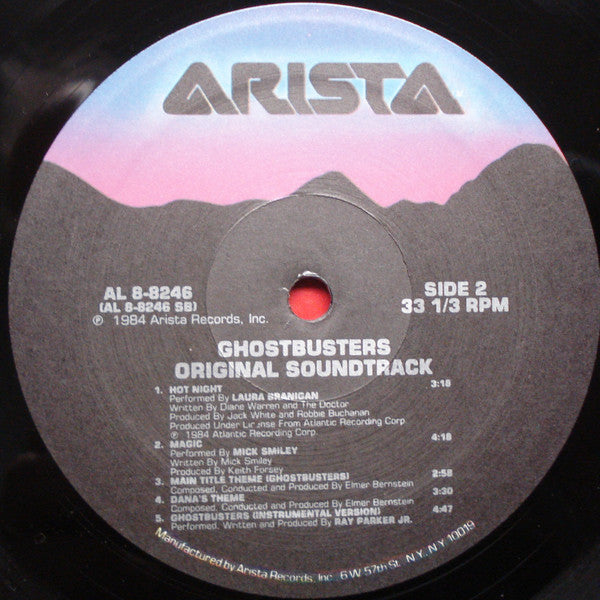 ARISTA
AL 8-8246
(AL 8-8246 SB)
℗ 1984 Arista Records, Inc.
SIDE 2
33 1/3 RPM
GHOSTBUSTERS
ORIGINAL SOUNDTRACK
1. HOT NIGHT 3:18
Performed By LAURA BRANIGAN
Written By Diane Warren and The Doctor
Produced By Jack White and Robbie Buchanan
Produced Under License From Atlantic Recording Corp.
℗ 1984 Atlantic Recording Corp.
2. MAGIC 4:18
Performed By MICK SMILEY
Written By Mick Smiley
Produced By Keith Forsey
3. MAIN TITLE THEME (GHOSTBUSTERS) 2:58
Composed, Conducted and Produced By Elmer Bernstein
4. DANA'S THEME 3:30
Composed, Conducted and Produced By Elmer Bernstein
5. GHOSTBUSTERS (INSTRUMENTAL VERSION) 4:47
Performed, Written and Produced By RAY PARKER JR.
Manufactured by Arista Records, Inc. 6 W. 57th St. N.Y., N.Y. 10019